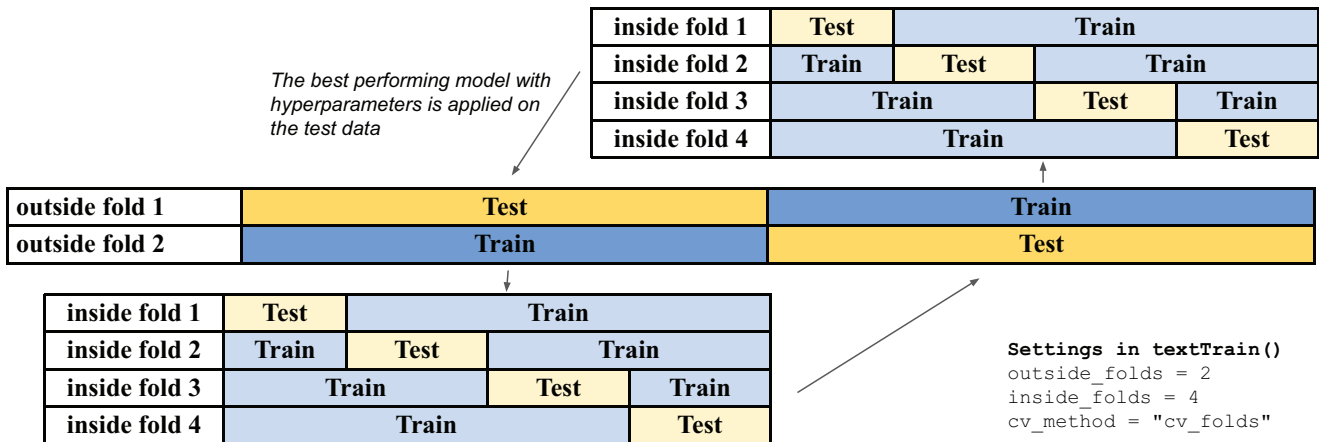 inside fold 1 Test Train
inside fold 2 Train Test Train
inside fold 3 Train Test Train
inside fold 4 Train Test
The best performing model with
hyperparameters is applied on
the test data
outside fold 1 Test Train
outside fold 2 Train Test
inside fold 1 Test Train
inside fold 2 Train Test Train
inside fold 3 Train Test Train
inside fold 4 Train Test
Settings in textTrain()
outside_folds = 2
inside_folds = 4
cv_method = "cv_folds"